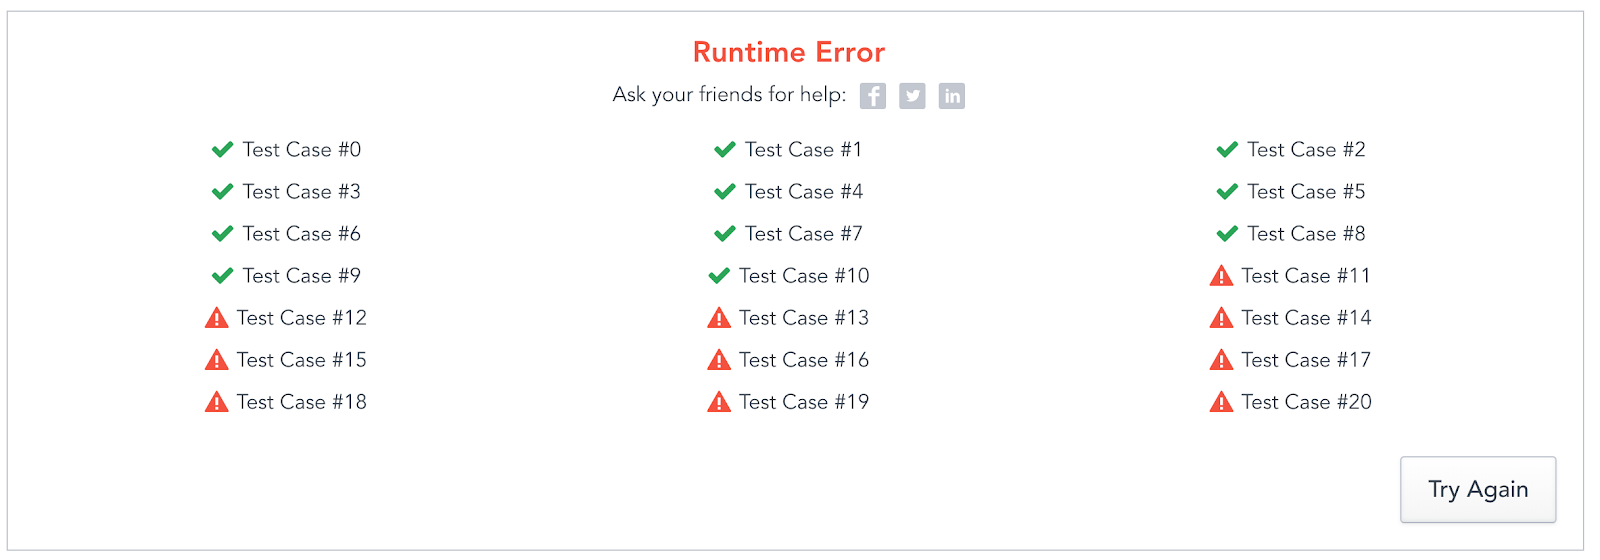 Runtime Error
Ask your friends for help:
Test Case #0 Test Case #1 Test Case #2
Test Case #3 Test Case #4 Test Case #5
Test Case #6 Test Case #7 Test Case #8
Test Case #9 Test Case #10 Test Case #11
Test Case #12 Test Case #13 Test Case #14
Test Case #15 Test Case #16 Test Case #17
Test Case #18 Test Case #19 Test Case #20
Try Again